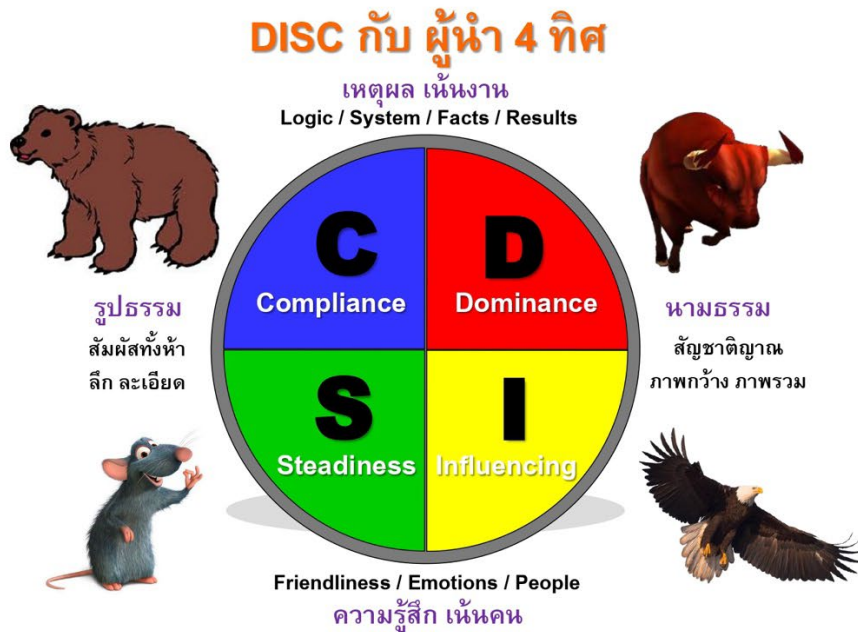 DISC กับ ผู้นำ 4 ทิศ
เหตุผล เน้นงาน
Logic / System / Facts / Results
C
Compliance
D
Dominance
รูปธรรม
สัมผัสทั้งห้า
ลึก ละเอียด
นามธรรม
สัญชาติญาณ
ภาพกว้าง ภาพรวม
S
Steadiness
I
Influencing
Friendliness / Emotions / People
ความรู้สึก เน้นคน